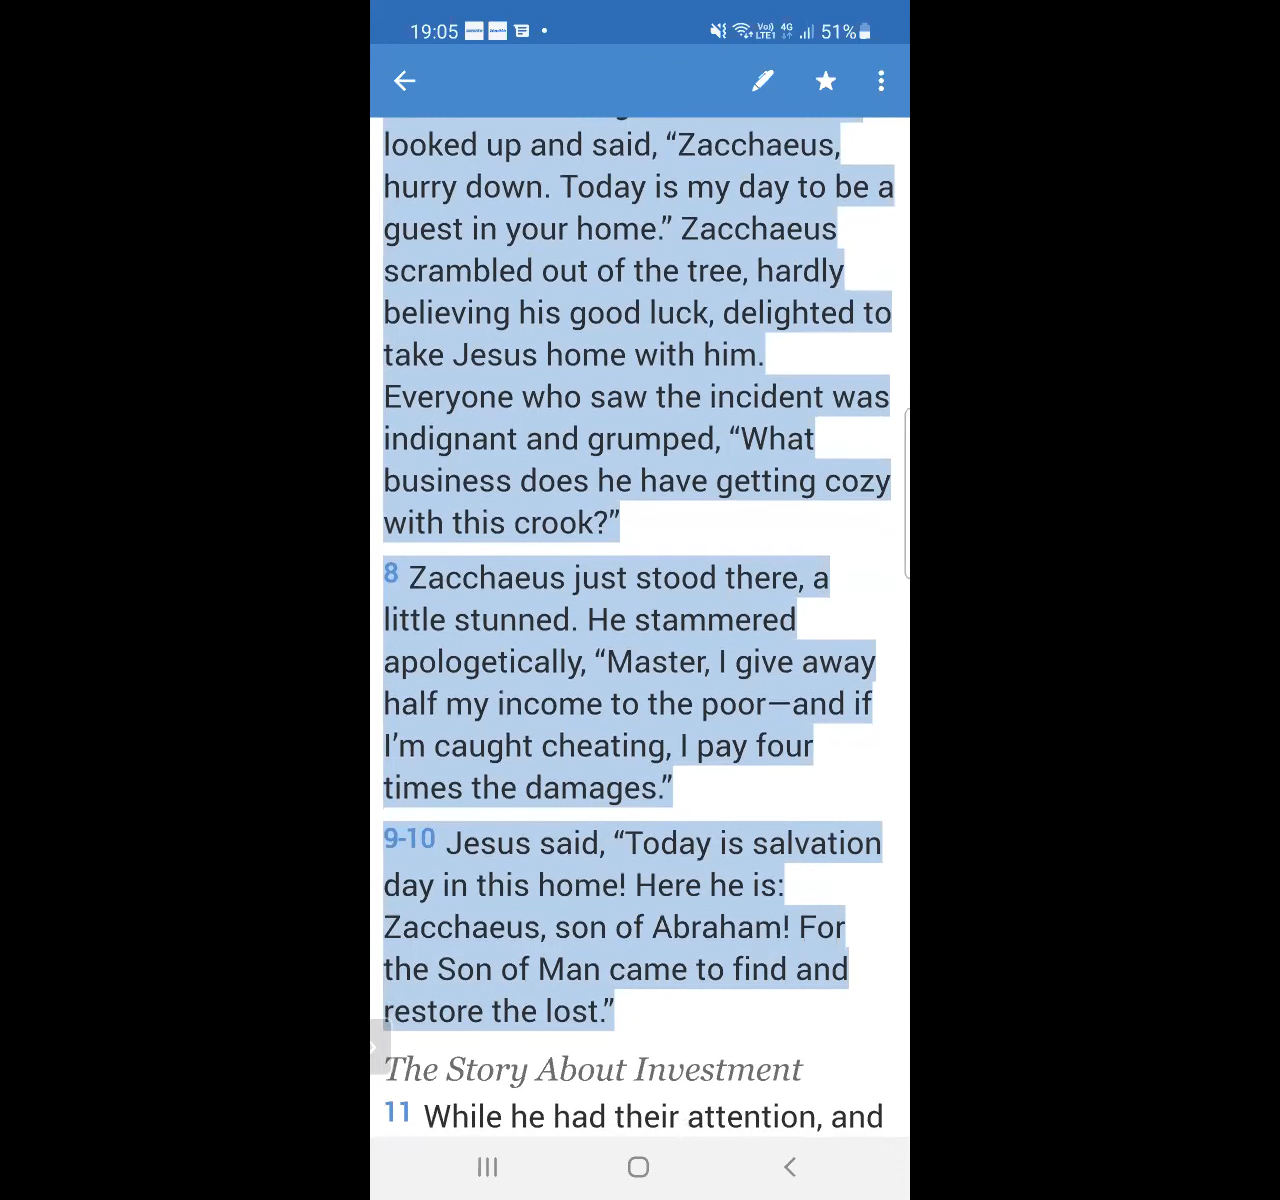 19:05
Vo)) 4G 51%
LTE1
looked up and said, “Zacchaeus,
hurry down. Today is my day to be a
guest in your home.” Zacchaeus
scrambled out of the tree, hardly
believing his good luck, delighted to
take Jesus home with him.
Everyone who saw the incident was
indignant and grumped, “What
business does he have getting cozy
with this crook?”
8 Zacchaeus just stood there, a
little stunned. He stammered
apologetically, “Master, I give away
half my income to the poor—and if
I’m caught cheating, I pay four
times the damages.”
9-10 Jesus said, “Today is salvation
day in this home! Here he is:
Zacchaeus, son of Abraham! For
the Son of Man came to find and
restore the lost.”
The Story About Investment
11 While he had their attention, and